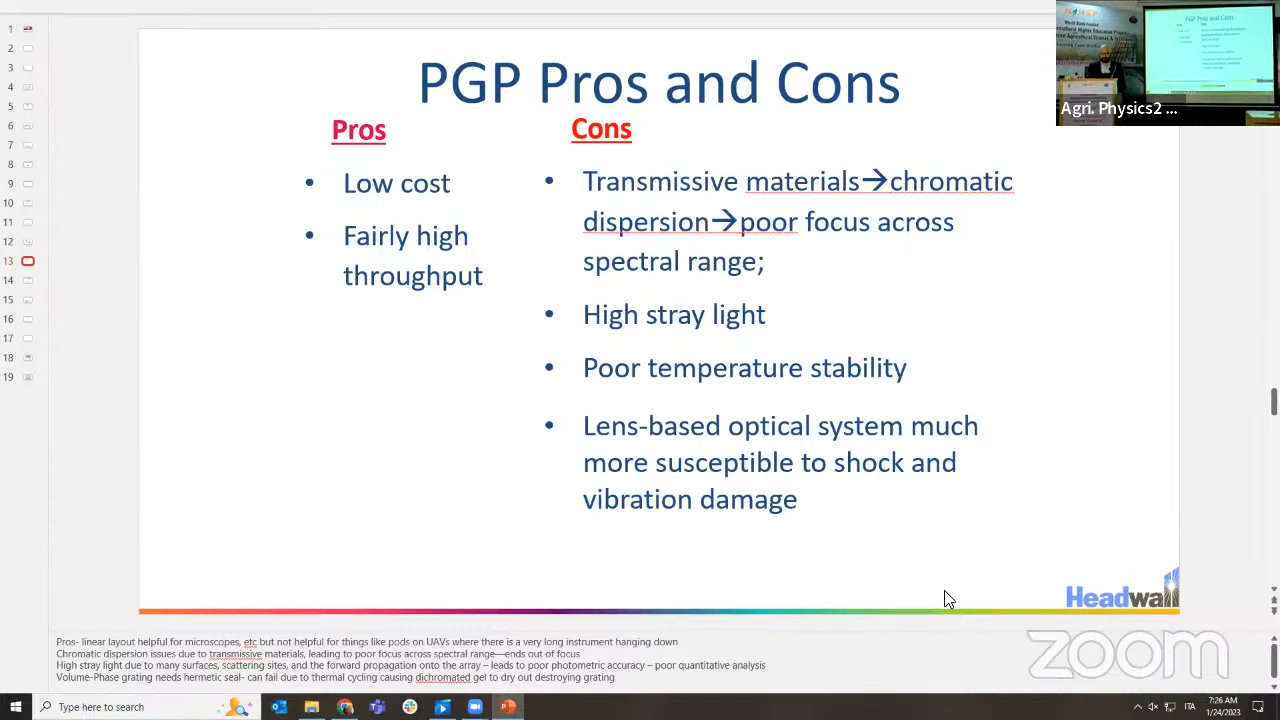 PGP Pros and Cons
Pros
• Low cost
• Fairly high
throughput
Cons
• Transmissive materials→chromatic
dispersion→poor focus across
spectral range;
• High stray light
• Poor temperature stability
• Lens-based optical system much
more susceptible to shock and
vibration damage
Headwall
1
2
5
6
7
8
9
10
11
12
13
14
15
16
17
18
19
PGP Pros and Cons
Agri. Physics2 ...
Pros- linear layout helpful for microscopes, etc but not helpful for things like pods on UAVs where there is a very long instrument hanging down
Chromatic dispersion issues due to transmissive materials, leading to poor focus across spectral range—ends out of focus
High stray light due to many surfaces, scattering sites, and the forward propagation onto the array – leads to poor photometric accuracy – poor quantitative analysis
Volume-Phase grating needs hermetic seal- can fail due to thermal cycling causing dichromated gel to dry out destroying grating
zoom
Type here to search
ITA
7:26 AM
1/24/2023